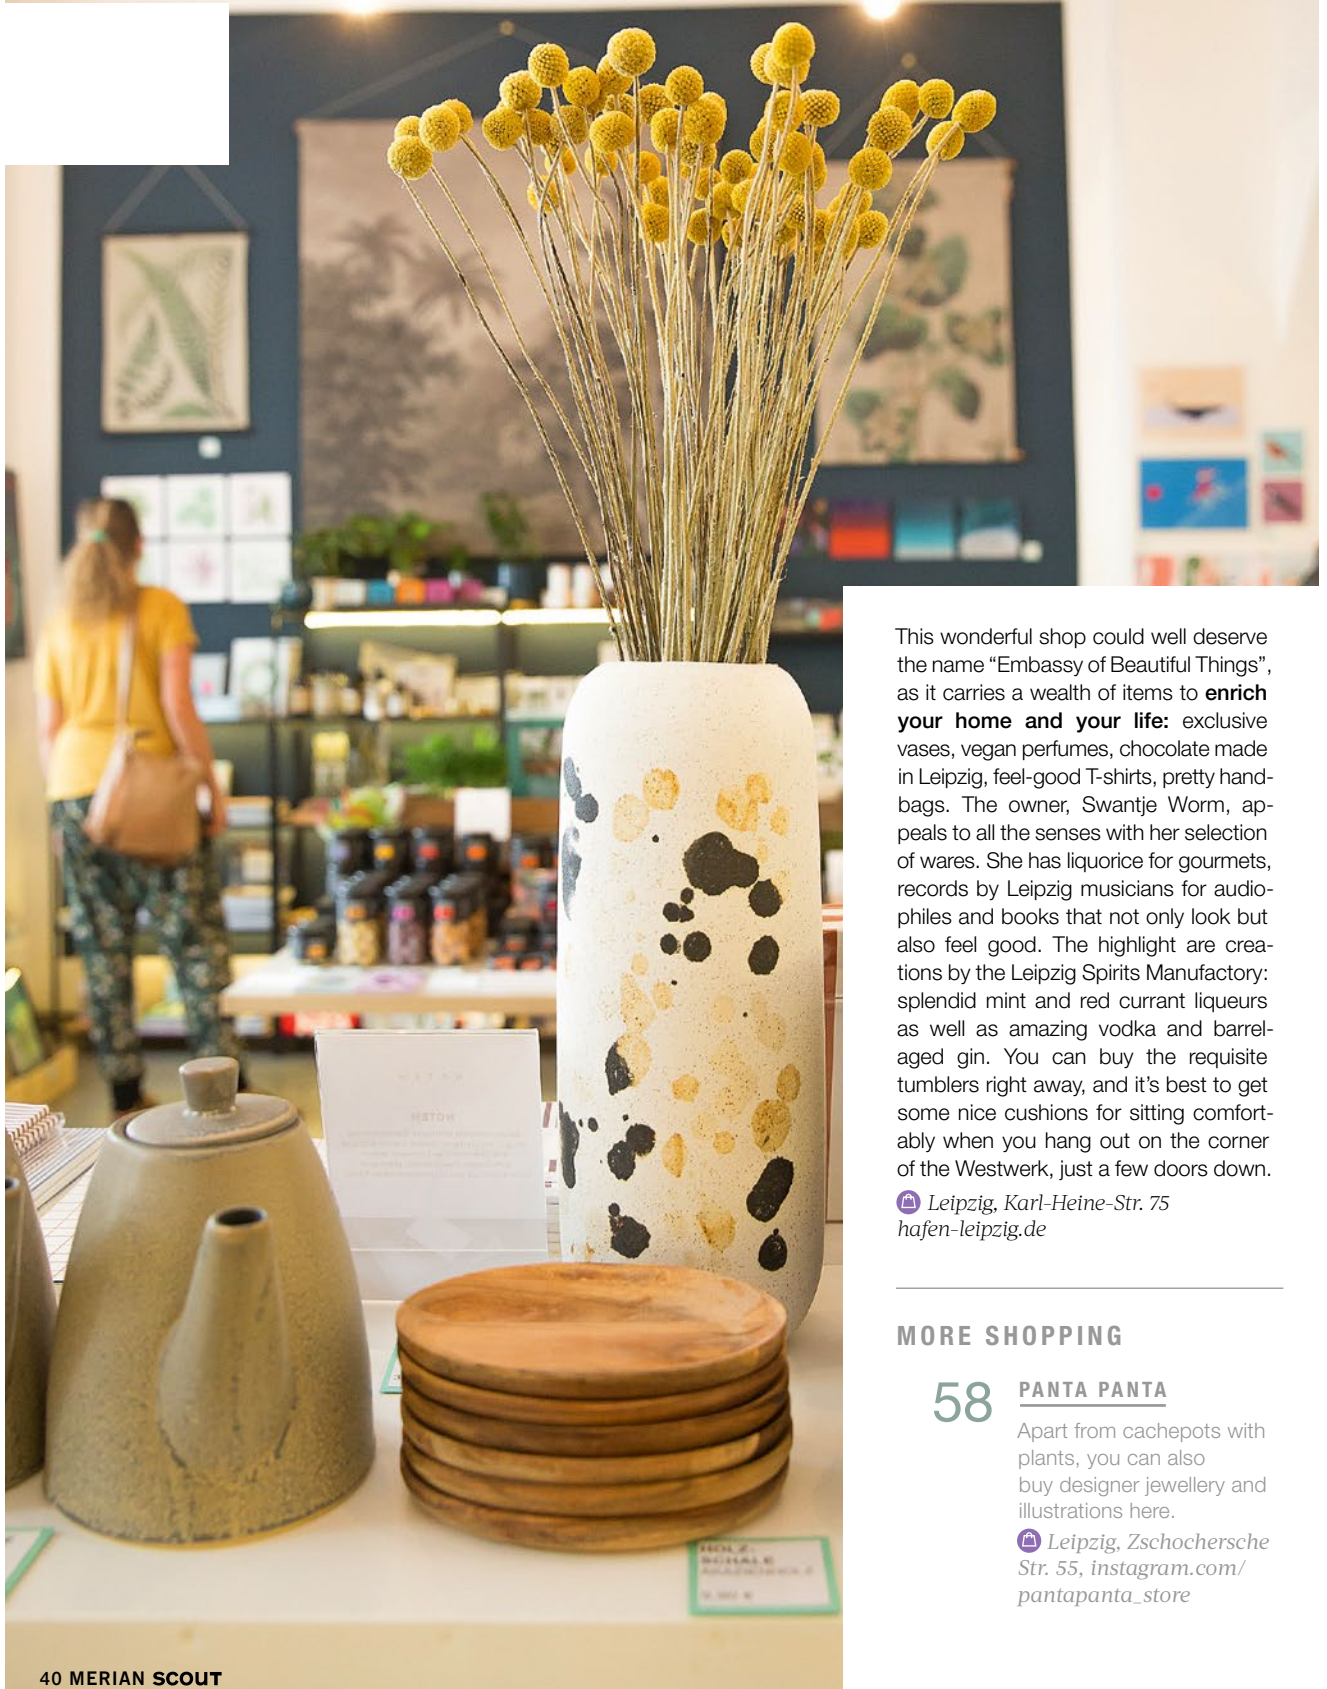 This wonderful shop could well deserve
the name “Embassy of Beautiful Things”,
as it carries a wealth of items to enrich
your home and your life: exclusive
vases, vegan perfumes, chocolate made
in Leipzig, feel-good T-shirts, pretty hand-
bags. The owner, Swantje Worm, ap-
peals to all the senses with her selection
of wares. She has liquorice for gourmets,
records by Leipzig musicians for audio-
philes and books that not only look but
also feel good. The highlight are crea-
tions by the Leipzig Spirits Manufactory:
splendid mint and red currant liqueurs
as well as amazing vodka and barrel-
aged gin. You can buy the requisite
tumblers right away, and it’s best to get
some nice cushions for sitting comfort-
ably when you hang out on the corner
of the Westwerk, just a few doors down.
Leipzig, Karl-Heine-Str. 75
hafen-leipzig.de
MORE SHOPPING
58 PANTA PANTA
Apart from cachepots with
plants, you can also
buy designer jewellery and
illustrations here.
Leipzig, Zschochersche
Str. 55, instagram.com/
pantapanta_store
HOLZ-
SCHALE
AKAZIENHOLZ
40 MERIAN SCOUT